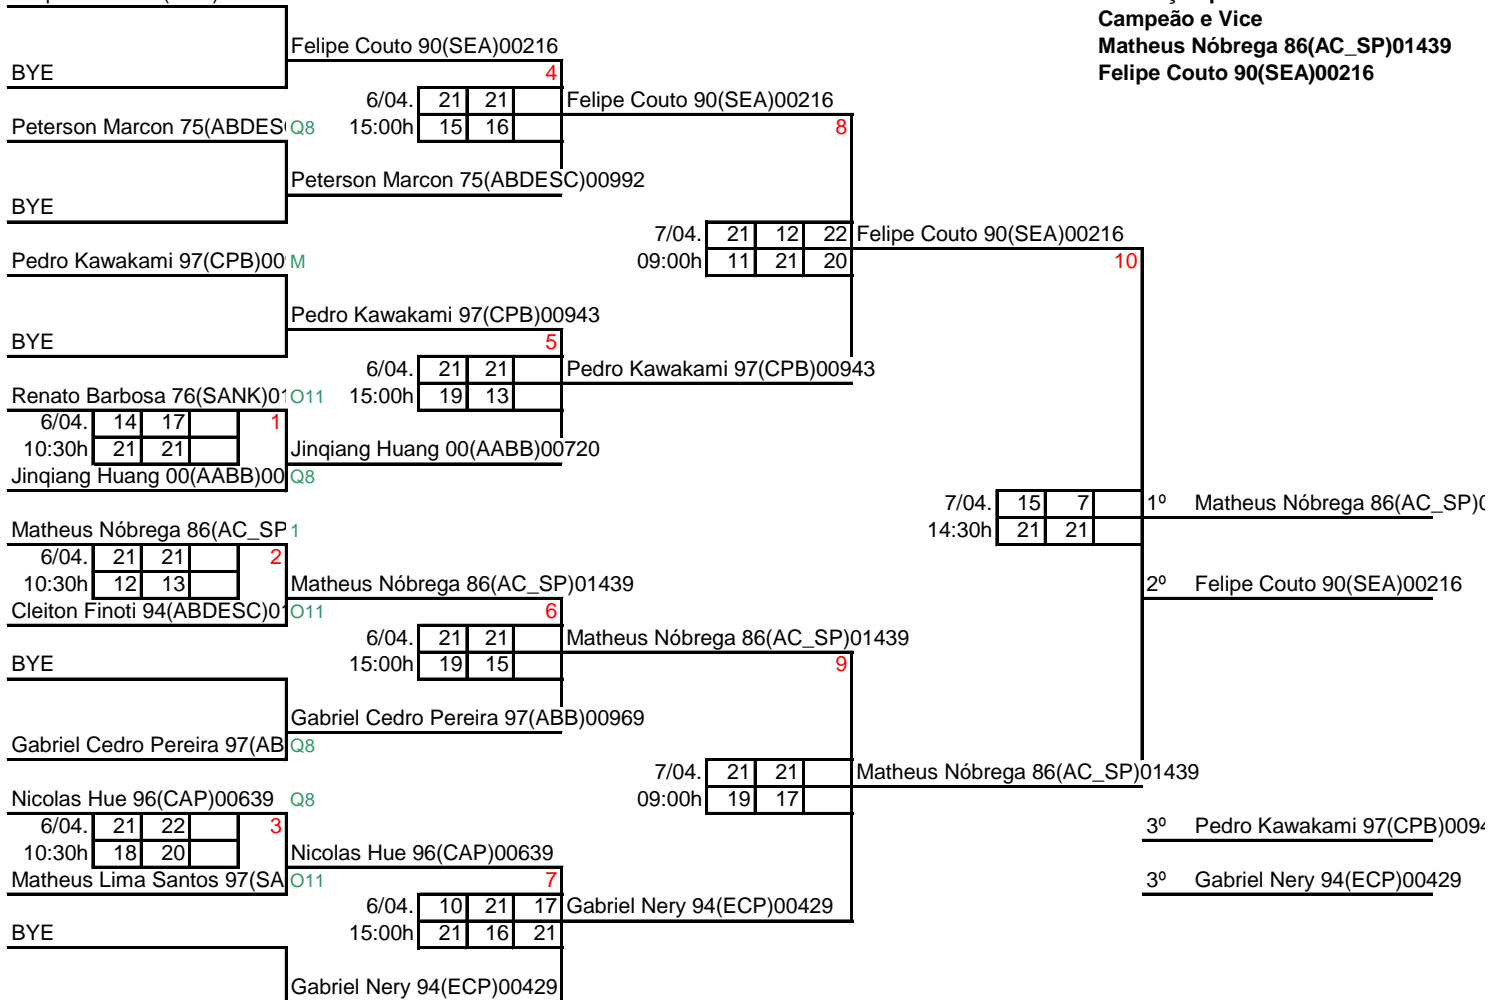 Campeão e Vice
Matheus Nóbrega 86(AC_SP)01439
Felipe Couto 90(SEA)00216
Felipe Couto 90(SEA)00216
BYE
4
6/04. 21 21
Felipe Couto 90(SEA)00216
Peterson Marcon 75(ABDES Q8
15:00h 15 16
8
Peterson Marcon 75(ABDESC)00992
BYE
7/04. 21 12 22
Felipe Couto 90(SEA)00216
Pedro Kawakami 97(CPB)00 M
09:00h 11 21 20
10
Pedro Kawakami 97(CPB)00943
BYE
5
6/04. 21 21
Pedro Kawakami 97(CPB)00943
Renato Barbosa 76(SANK)01 O11
15:00h 19 13
6/04. 14 17
1
10:30h 21 21
Jinqiang Huang 00(AABB)00720
Jinqiang Huang 00(AABB)00 Q8
7/04. 15 7
1º Matheus Nóbrega 86(AC_SP)0
Matheus Nóbrega 86(AC_SP 1
14:30h 21 21
6/04. 21 21
2
10:30h 12 13
Matheus Nóbrega 86(AC_SP)01439
2º Felipe Couto 90(SEA)00216
Cleiton Finoti 94(ABDESC)01 O11
6
6/04. 21 21
Matheus Nóbrega 86(AC_SP)01439
BYE
15:00h 19 15
9
Gabriel Cedro Pereira 97(ABB)00969
Gabriel Cedro Pereira 97(AB Q8
7/04. 21 21
Matheus Nóbrega 86(AC_SP)01439
Nicolas Hue 96(CAP)00639 Q8
09:00h 19 17
6/04. 21 22
3
3º Pedro Kawakami 97(CPB)0094
10:30h 18 20
Nicolas Hue 96(CAP)00639
Matheus Lima Santos 97(SA O11
7
3º Gabriel Nery 94(ECP)00429
6/04. 10 21 17
Gabriel Nery 94(ECP)00429
BYE
15:00h 21 16 21
Gabriel Nery 94(ECP)00429